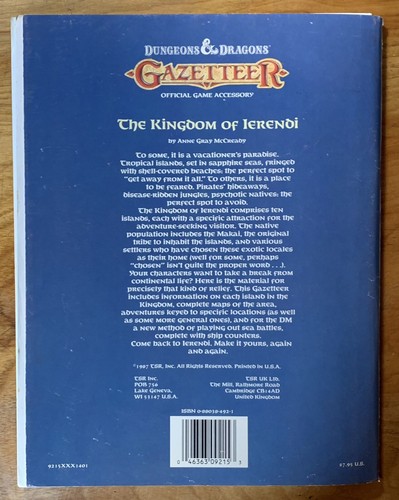 DUNGEONS & DRAGONS®
GAZETTEER
OFFICIAL GAME ACCESSORY
The Kingdom of Ierendi
by Anne Gray McCready
To some, it is a vacationer's paradise.
Tropical islands, set in sapphire seas, fringed
with shell-covered beaches: the perfect spot to
"get away from it all." To others, it is a place
to be feared. Pirates' hideaways,
disease-ridden jungles, psychotic natives: the
perfect spot to avoid.
The Kingdom of Ierendi comprises ten
islands, each with a specific attraction for the
adventure-seeking visitor. The native
population includes the Makai, the original
tribe to inhabit the islands, and various
settlers who have chosen these exotic locales
as their home (well for some, perhaps
"chosen" isn't quite the proper word . . .).
Your characters want to take a break from
continental life? Here is the material for
precisely that kind of relief. This Gazetteer
includes information on each island in the
Kingdom, complete maps of the area,
adventures keyed to specific locations (as well
as some more general ones), and for the DM
a new method of playing out sea battles,
complete with ship counters.
Come back to Ierendi. Make it yours, again
and again.
©1987 TSR, Inc. All Rights Reserved. Printed in U.S.A.
TSR Inc.
POB 756
Lake Geneva,
WI 53147 U.S.A.
TSR UK Ltd.
The Mill, Rathmore Road
Cambridge CB14AD
United Kingdom
ISBN 0-88038-492-1
0 46363 09215 3
9215XXX1401
$7.95 U.S.